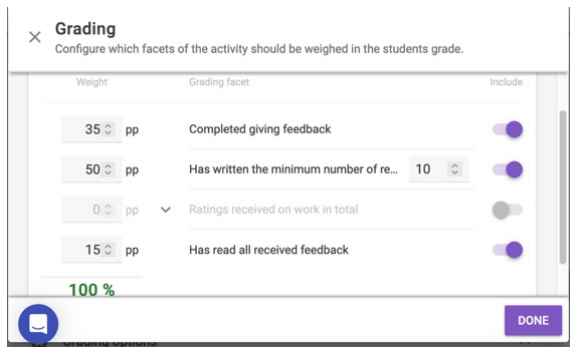 Grading
Configure which facets of the activity should be weighed in the students grade.
Weight Grading facet Include
35 pp Completed giving feedback
50 pp Has written the minimum number of re... 10
0 pp Ratings received on work in total
15 pp Has read all received feedback
100 %
DONE
Grading options